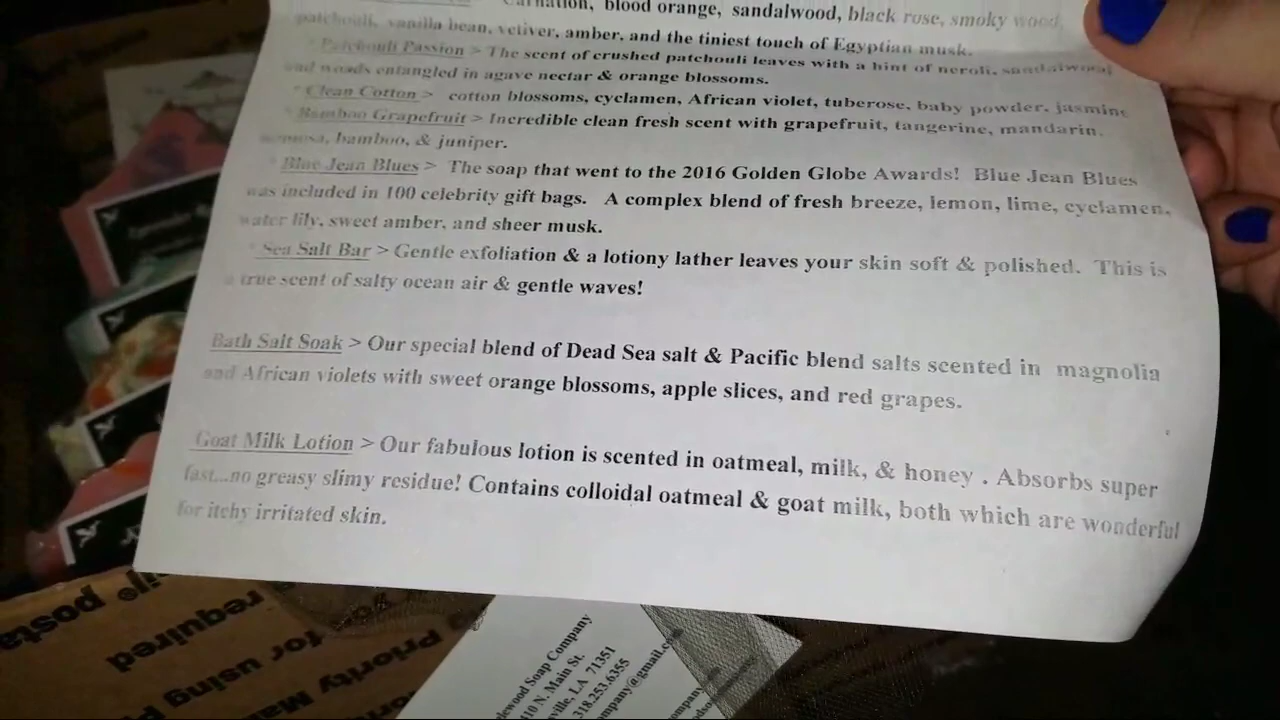 blood orange, sandalwood, black rose, smoky wood,
patchouli, vanilla bean, vetiver, amber, and the tiniest touch of Egyptian musk.
* Patchouli Passion > The scent of crushed patchouli leaves with a hint of neroli, sandalwood
and woods entangled in agave nectar & orange blossoms.
* Clean Cotton > cotton blossoms, cyclamen, African violet, tuberose, baby powder, jasmine
* Bamboo Grapefruit > Incredible clean fresh scent with grapefruit, tangerine, mandarin,
bamboo, & juniper.
* Blue Jean Blues > The soap that went to the 2016 Golden Globe Awards! Blue Jean Blues
was included in 100 celebrity gift bags. A complex blend of fresh breeze, lemon, lime, cyclamen,
water lily, sweet amber, and sheer musk.
* Sea Salt Bar > Gentle exfoliation & a lotiony lather leaves your skin soft & polished. This is
a true scent of salty ocean air & gentle waves!
Bath Salt Soak > Our special blend of Dead Sea salt & Pacific blend salts scented in magnolia
and African violets with sweet orange blossoms, apple slices, and red grapes.
Goat Milk Lotion > Our fabulous lotion is scented in oatmeal, milk, & honey . Absorbs super
fast...no greasy slimy residue! Contains colloidal oatmeal & goat milk, both which are wonderful
for itchy irritated skin.
Soap Company
N. Main St.
LA 71351
318.253.6355
@gmail.c
required
for using
Priority Ma